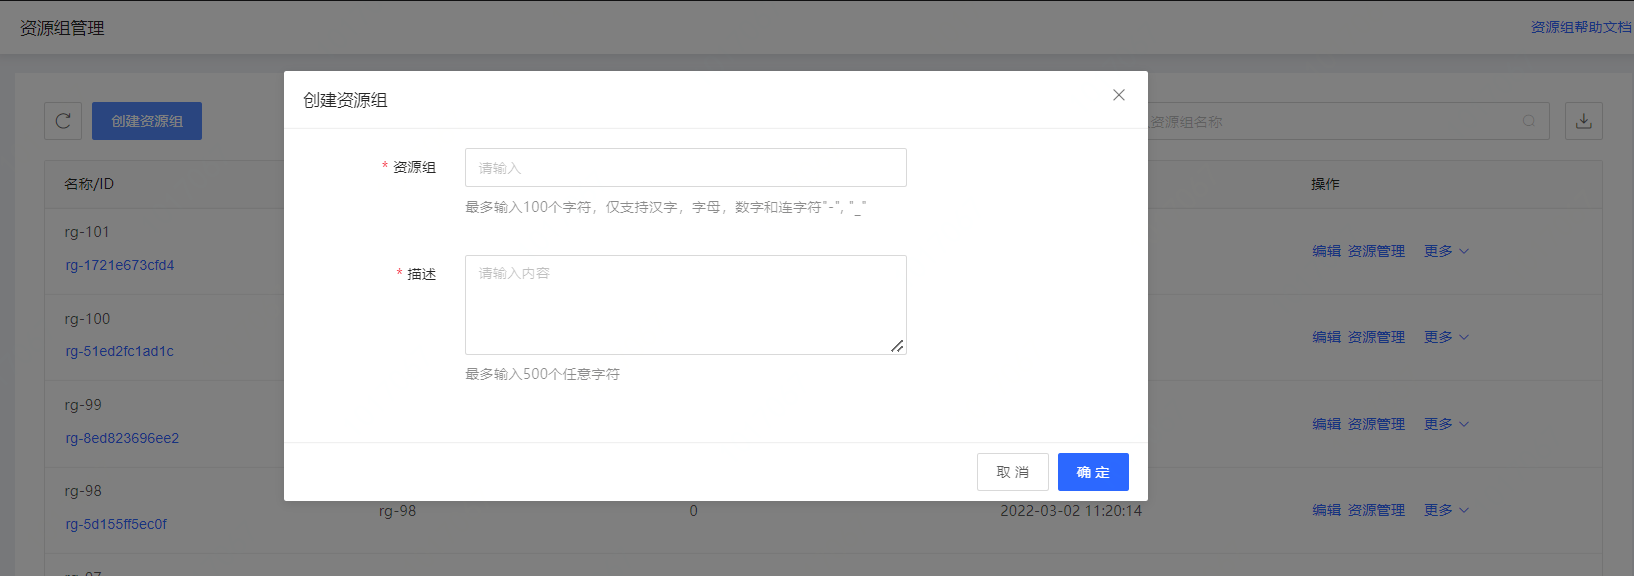 资源组管理
资源组帮助文档
创建资源组
创建资源组
资源组名称
* 资源组
请输入
最多输入100个字符，仅支持汉字，字母，数字和连字符"-", "_"
* 描述
请输入内容
最多输入500个任意字符
取 消
确 定
名称/ID
操作
rg-101
rg-1721e673cfd4
编辑 资源管理 更多
rg-100
rg-51ed2fc1ad1c
编辑 资源管理 更多
rg-99
rg-8ed823696ee2
编辑 资源管理 更多
rg-98
rg-5d155ff5ec0f
rg-98
0
2022-03-02 11:20:14
编辑 资源管理 更多